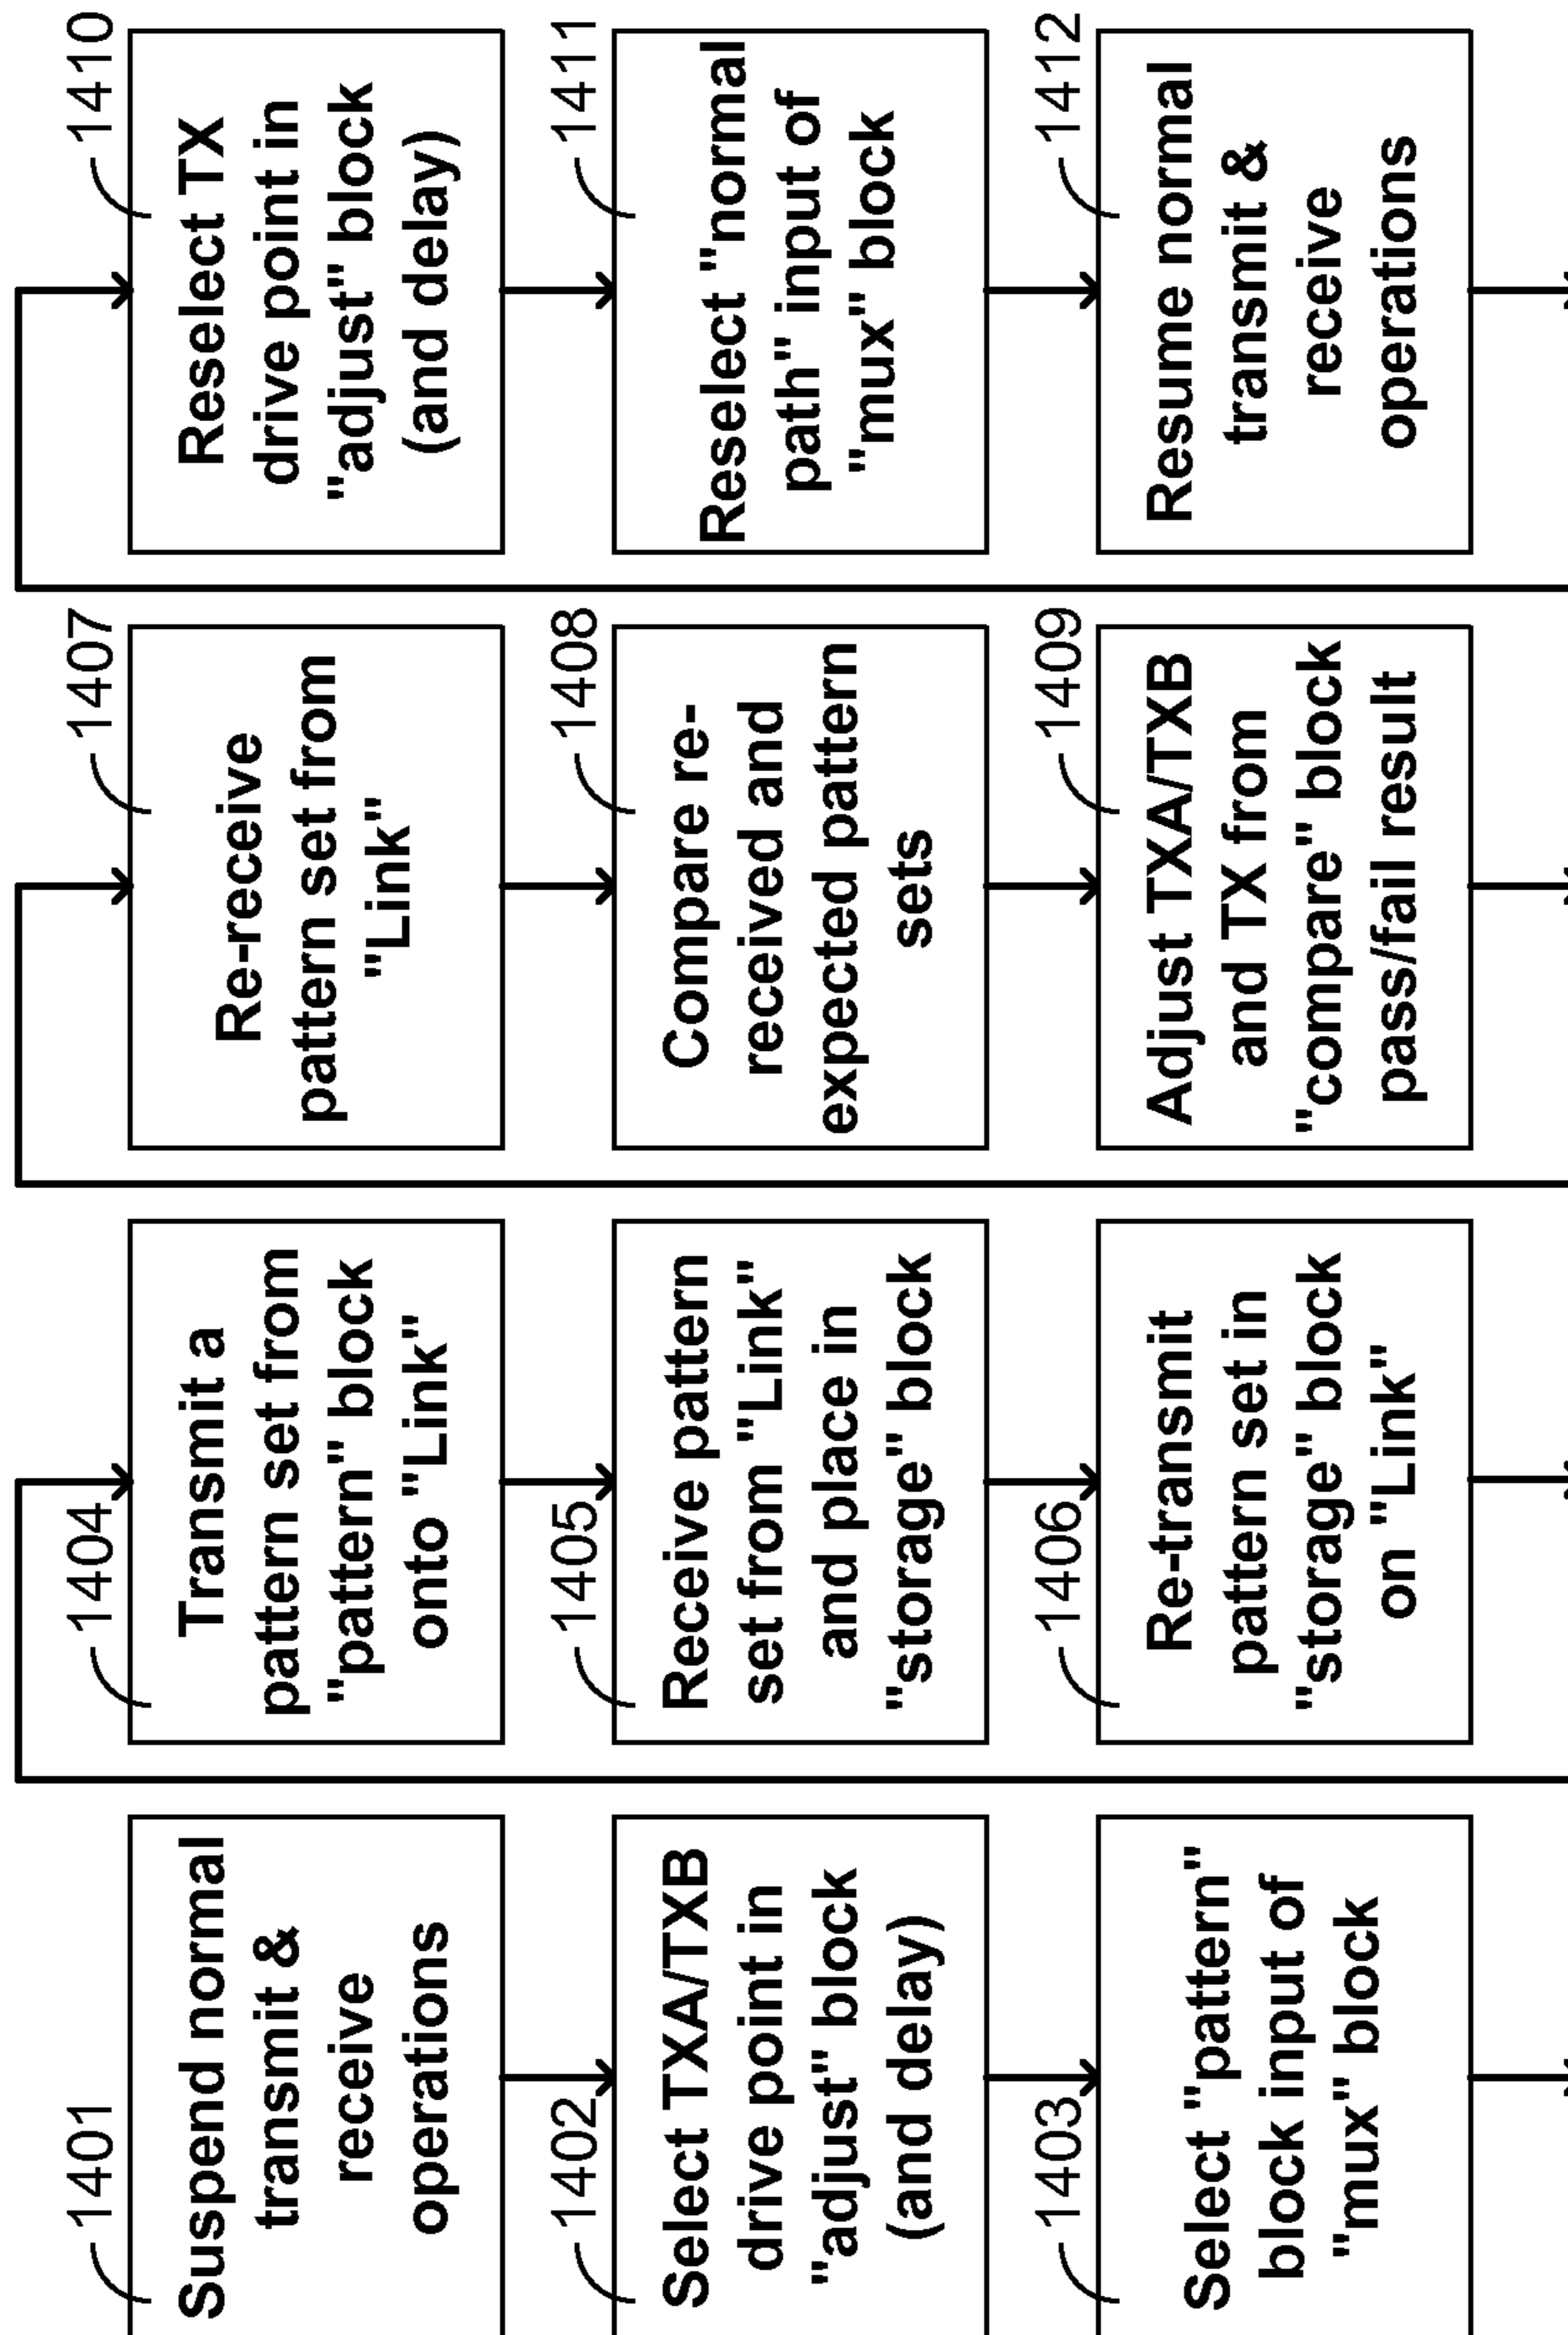 1401
Suspend normal
transmit &
receive
operations
1402
Select TXA/TXB
drive point in
"adjust" block
(and delay)
1403
Select "pattern"
block input of
"mux" block
1404
Transmit a
pattern set from
"pattern" block
onto "Link"
1405
Receive pattern
set from "Link"
and place in
"storage" block
1406
Re-transmit
pattern set in
"storage" block
on "Link"
1407
Re-receive
pattern set from
"Link"
1408
Compare re-
received and
expected pattern
sets
1409
Adjust TXA/TXB
and TX from
"compare" block
pass/fail result
1410
Reselect TX
drive point in
"adjust" block
(and delay)
1411
Reselect "normal
path" input of
"mux" block
1412
Resume normal
transmit &
receive
operations